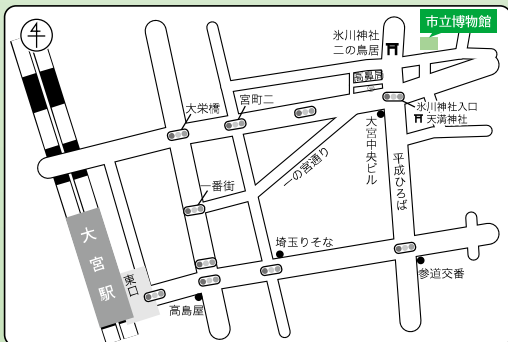 市立博物館
氷川神社
二の鳥居
高鼻局
大栄橋
宮町二
氷川神社入口
天満神社
大宮中央ビル
一の宮通り
平成ひろば
一番街
埼玉りそな
大宮駅
東口
参道交番
高島屋